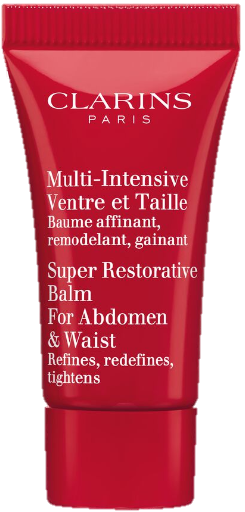 CLARINS
PARIS
Multi-Intensive
Ventre et Taille
Baume affinant,
remodelant, gainant
Super Restorative
Balm
For Abdomen
& Waist
Refines, redefines,
tightens